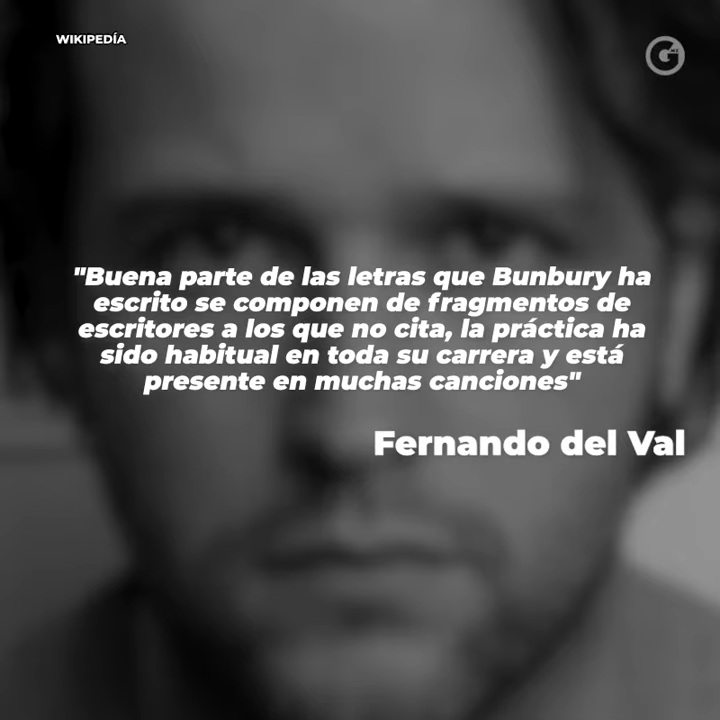 WIKIPEDÍA
G
"Buena parte de las letras que Bunbury ha
escrito se componen de fragmentos de
escritores a los que no cita, la práctica ha
sido habitual en toda su carrera y está
presente en muchas canciones"
Fernando del Val